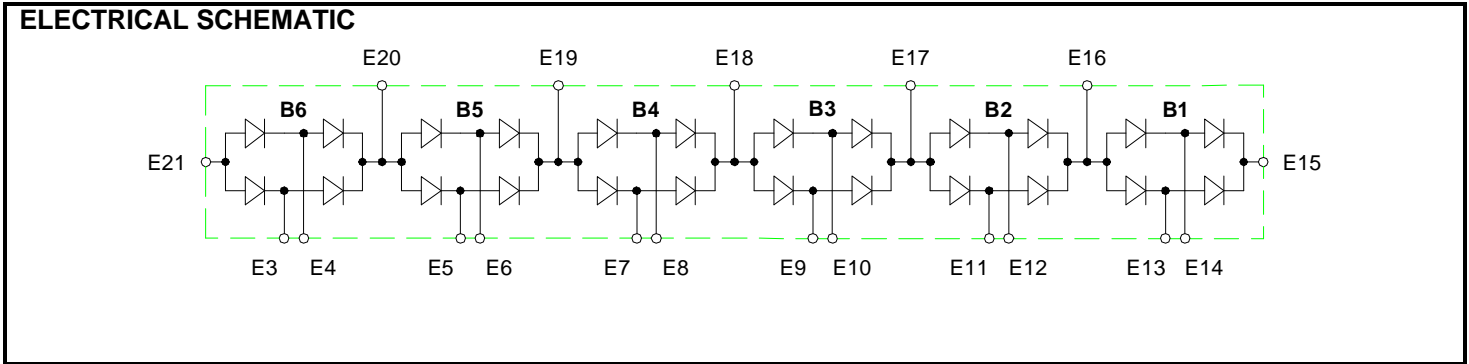 ELECTRICAL SCHEMATIC
E20 E19 E18 E17 E16
B6 B5 B4 B3 B2 B1
E21 E15
E3 E4 E5 E6 E7 E8 E9 E10 E11 E12 E13 E14